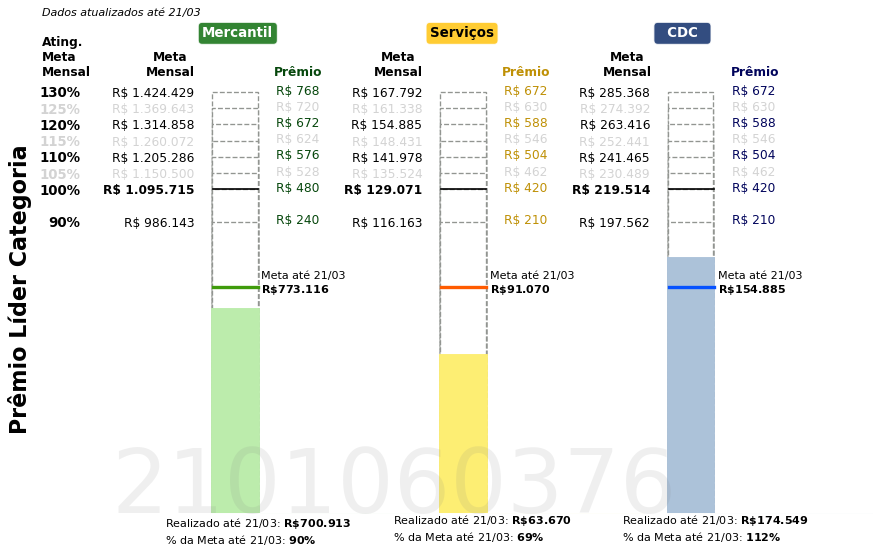 Dados atualizados até 21/03
Mercantil Serviços CDC
Ating. Meta Mensal Meta Mensal Prêmio Meta Mensal Prêmio Meta Mensal Prêmio
130% R$ 1.424.429 R$ 768 R$ 167.792 R$ 672 R$ 285.368 R$ 672
125% R$ 1.369.643 R$ 720 R$ 161.338 R$ 630 R$ 274.392 R$ 630
120% R$ 1.314.858 R$ 672 R$ 154.885 R$ 588 R$ 263.416 R$ 588
115% R$ 1.260.072 R$ 624 R$ 148.431 R$ 546 R$ 252.441 R$ 546
110% R$ 1.205.286 R$ 576 R$ 141.978 R$ 504 R$ 241.465 R$ 504
105% R$ 1.150.500 R$ 528 R$ 135.524 R$ 462 R$ 230.489 R$ 462
100% R$ 1.095.715 R$ 480 R$ 129.071 R$ 420 R$ 219.514 R$ 420
90% R$ 986.143 R$ 240 R$ 116.163 R$ 210 R$ 197.562 R$ 210
Meta até 21/03 Meta até 21/03 Meta até 21/03
R$773.116 R$91.070 R$154.885
Prêmio Líder Categoria
2101060376
Realizado até 21/03: R$700.913 Realizado até 21/03: R$63.670 Realizado até 21/03: R$174.549
% da Meta até 21/03: 90% % da Meta até 21/03: 69% % da Meta até 21/03: 112%